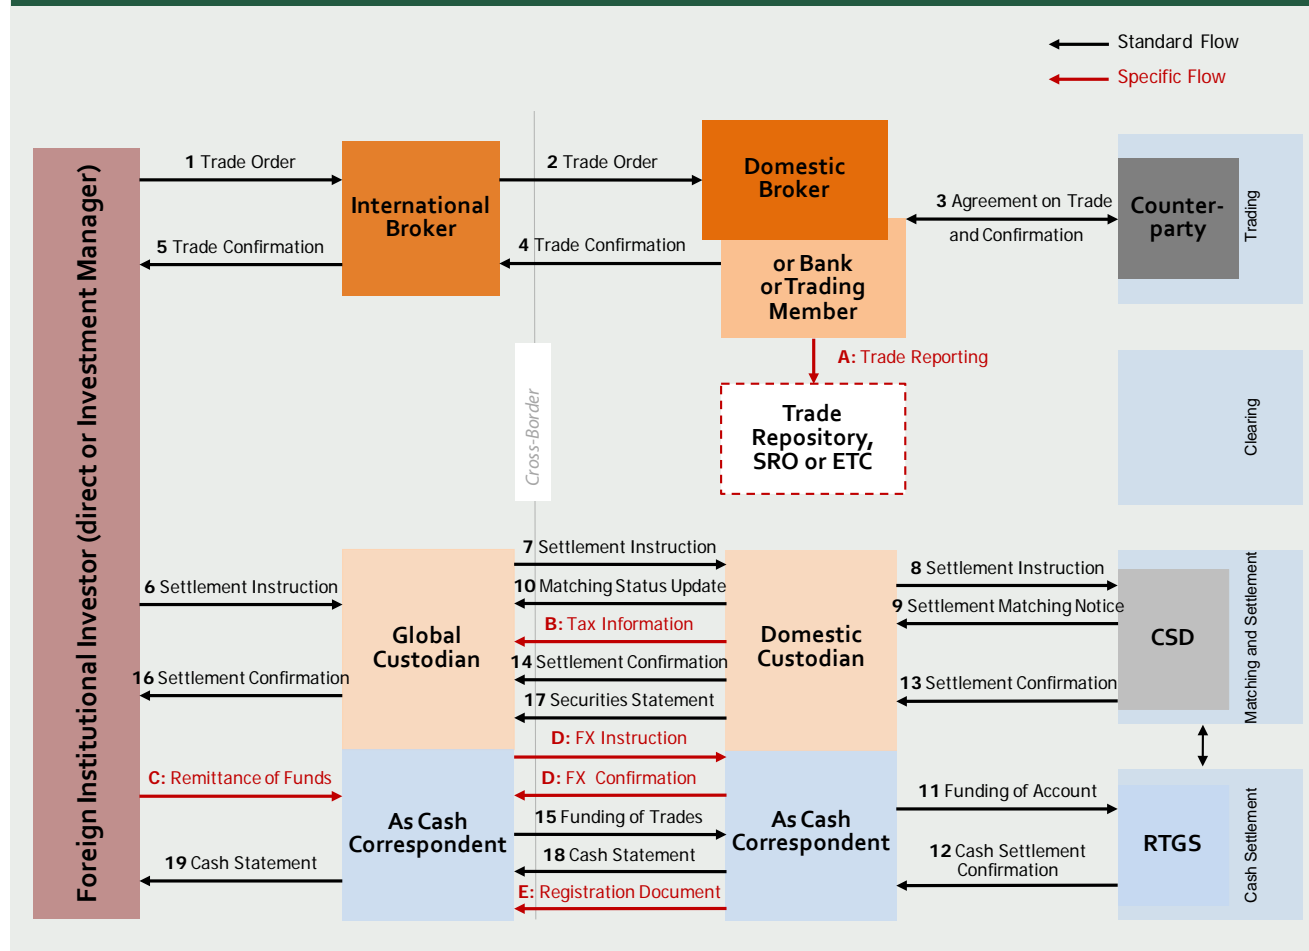 Standard Flow
Specific Flow
Foreign Institutional Investor (direct or Investment Manager)
1 Trade Order
International
Broker
2 Trade Order
Domestic
Broker
3 Agreement on Trade
and Confirmation
Counter-
party
Trading
5 Trade Confirmation
4 Trade Confirmation
or Bank
or Trading
Member
A: Trade Reporting
Cross-Border
Trade
Repository,
SRO or ETC
Clearing
6 Settlement Instruction
Global
Custodian
16 Settlement Confirmation
7 Settlement Instruction
10 Matching Status Update
B: Tax Information
14 Settlement Confirmation
17 Securities Statement
Domestic
Custodian
8 Settlement Instruction
9 Settlement Matching Notice
13 Settlement Confirmation
CSD
Matching and Settlement
D: FX Instruction
C: Remittance of Funds
D: FX Confirmation
As Cash
Correspondent
15 Funding of Trades
18 Cash Statement
E: Registration Document
19 Cash Statement
As Cash
Correspondent
11 Funding of Account
12 Cash Settlement
Confirmation
RTGS
Cash Settlement